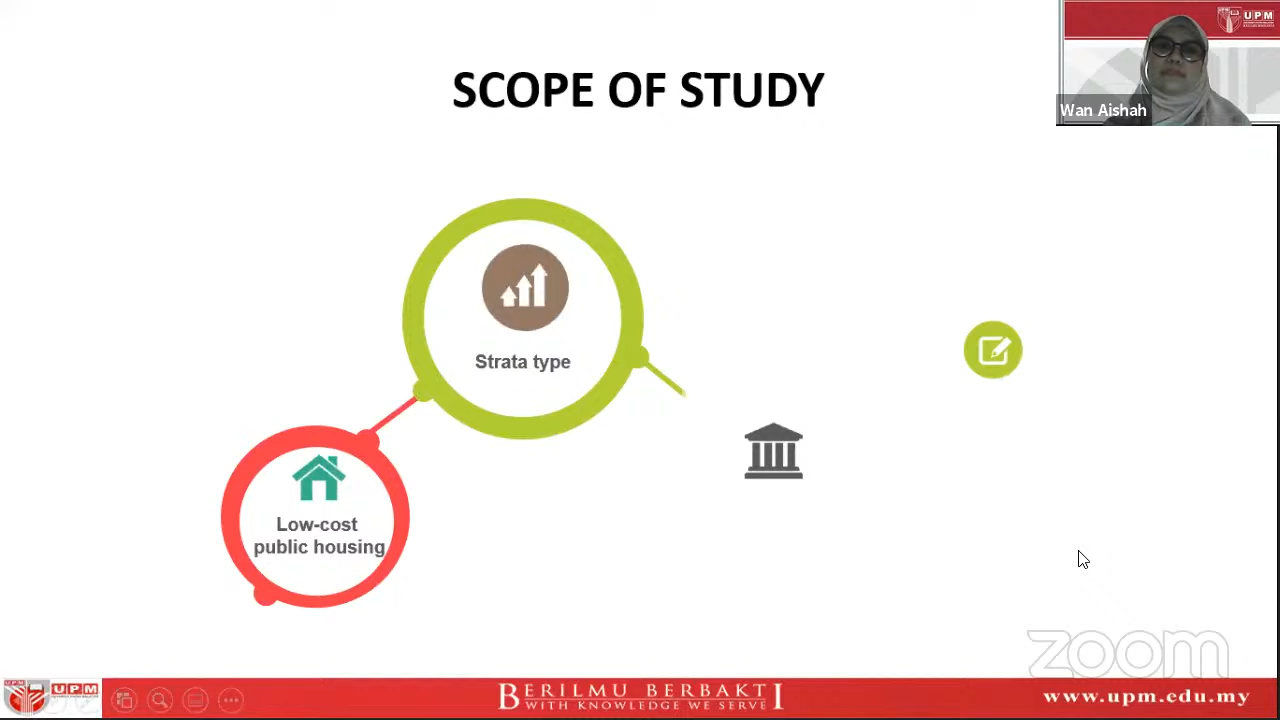 SCOPE OF STUDY
UPM
Wan Aishah
Strata type
Low-cost
public housing
zoom
UPM
BERILMU BERBAKTI
WITH KNOWLEDGE WE SERVE
www.upm.edu.my